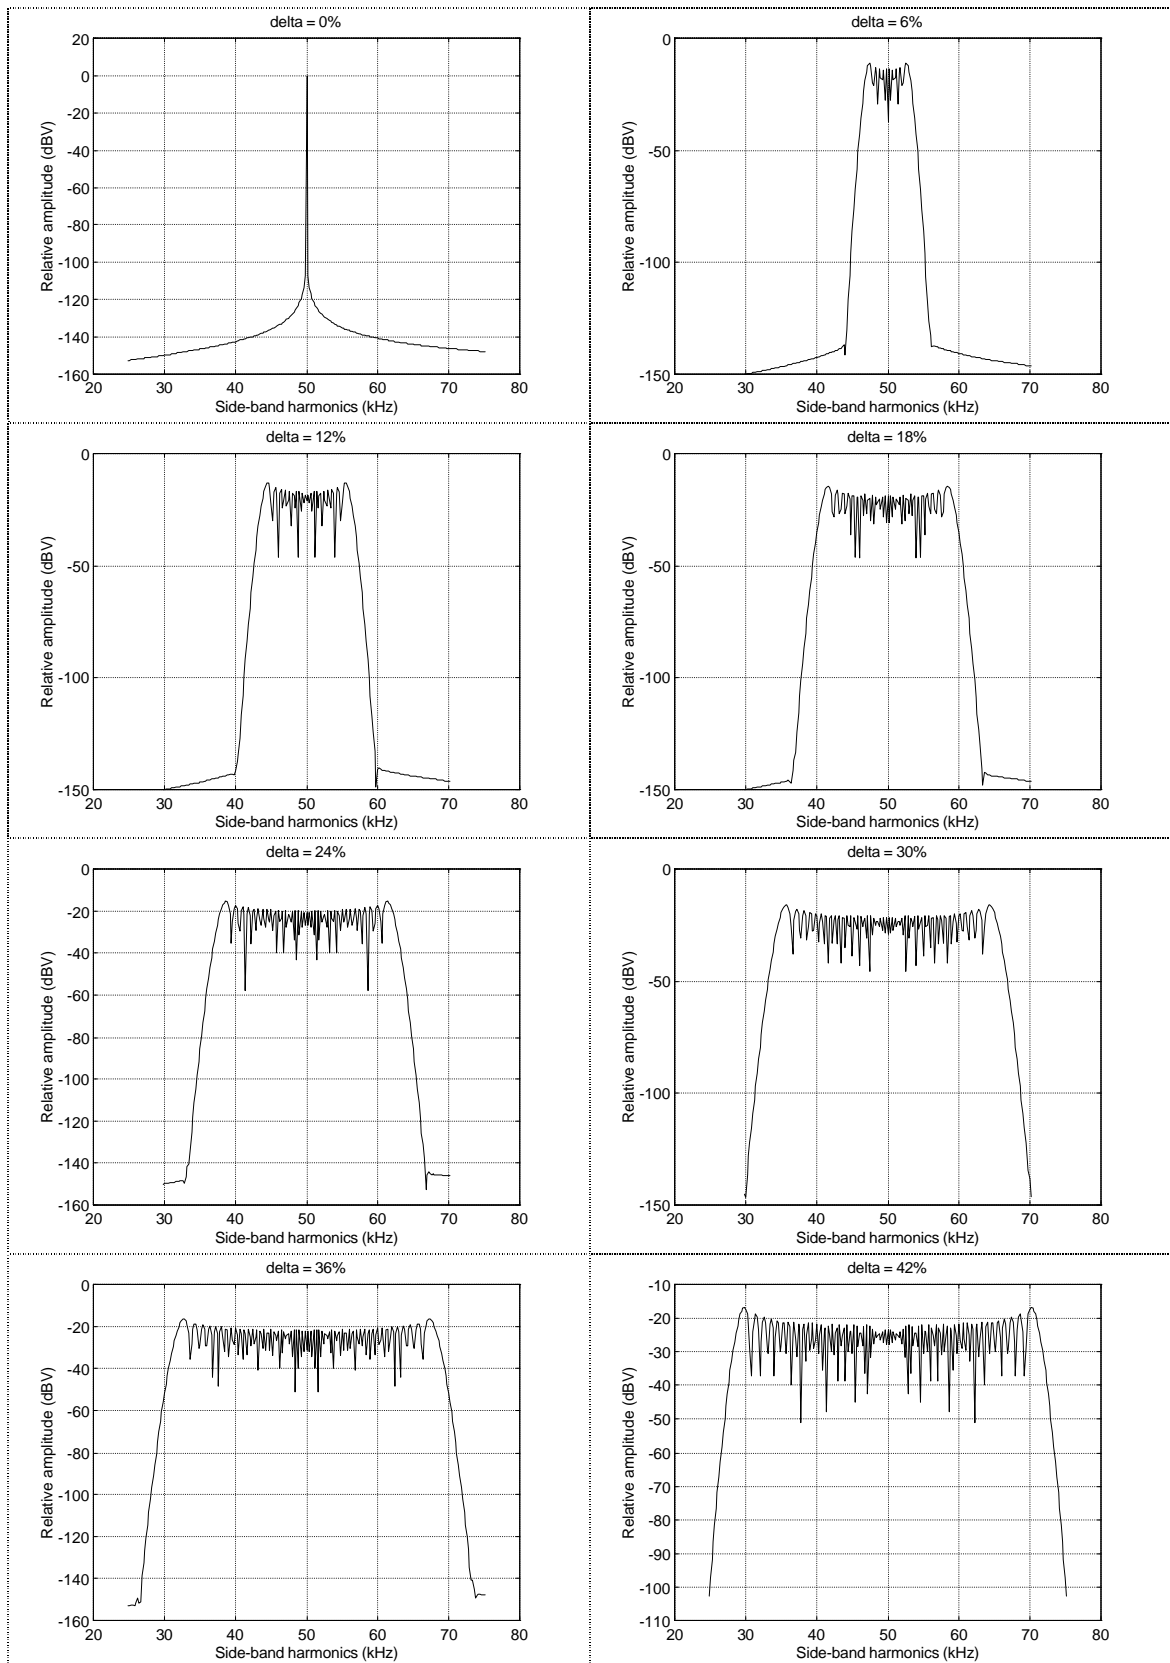 delta = 0%
20
0
-20
-40
-60
-80
-100
-120
-140
-160
20 30 40 50 60 70 80
Side-band harmonics (kHz)
Relative amplitude (dBV)
delta = 6%
0
-50
-100
-150
20 30 40 50 60 70 80
Side-band harmonics (kHz)
Relative amplitude (dBV)
delta = 12%
0
-50
-100
-150
20 30 40 50 60 70 80
Side-band harmonics (kHz)
Relative amplitude (dBV)
delta = 18%
0
-50
-100
-150
20 30 40 50 60 70 80
Side-band harmonics (kHz)
Relative amplitude (dBV)
delta = 24%
0
-20
-40
-60
-80
-100
-120
-140
-160
20 30 40 50 60 70 80
Side-band harmonics (kHz)
Relative amplitude (dBV)
delta = 30%
0
-50
-100
-150
20 30 40 50 60 70 80
Side-band harmonics (kHz)
Relative amplitude (dBV)
delta = 36%
0
-20
-40
-60
-80
-100
-120
-140
-160
20 30 40 50 60 70 80
Side-band harmonics (kHz)
Relative amplitude (dBV)
delta = 42%
-10
-20
-30
-40
-50
-60
-70
-80
-90
-100
-110
20 30 40 50 60 70 80
Side-band harmonics (kHz)
Relative amplitude (dBV)